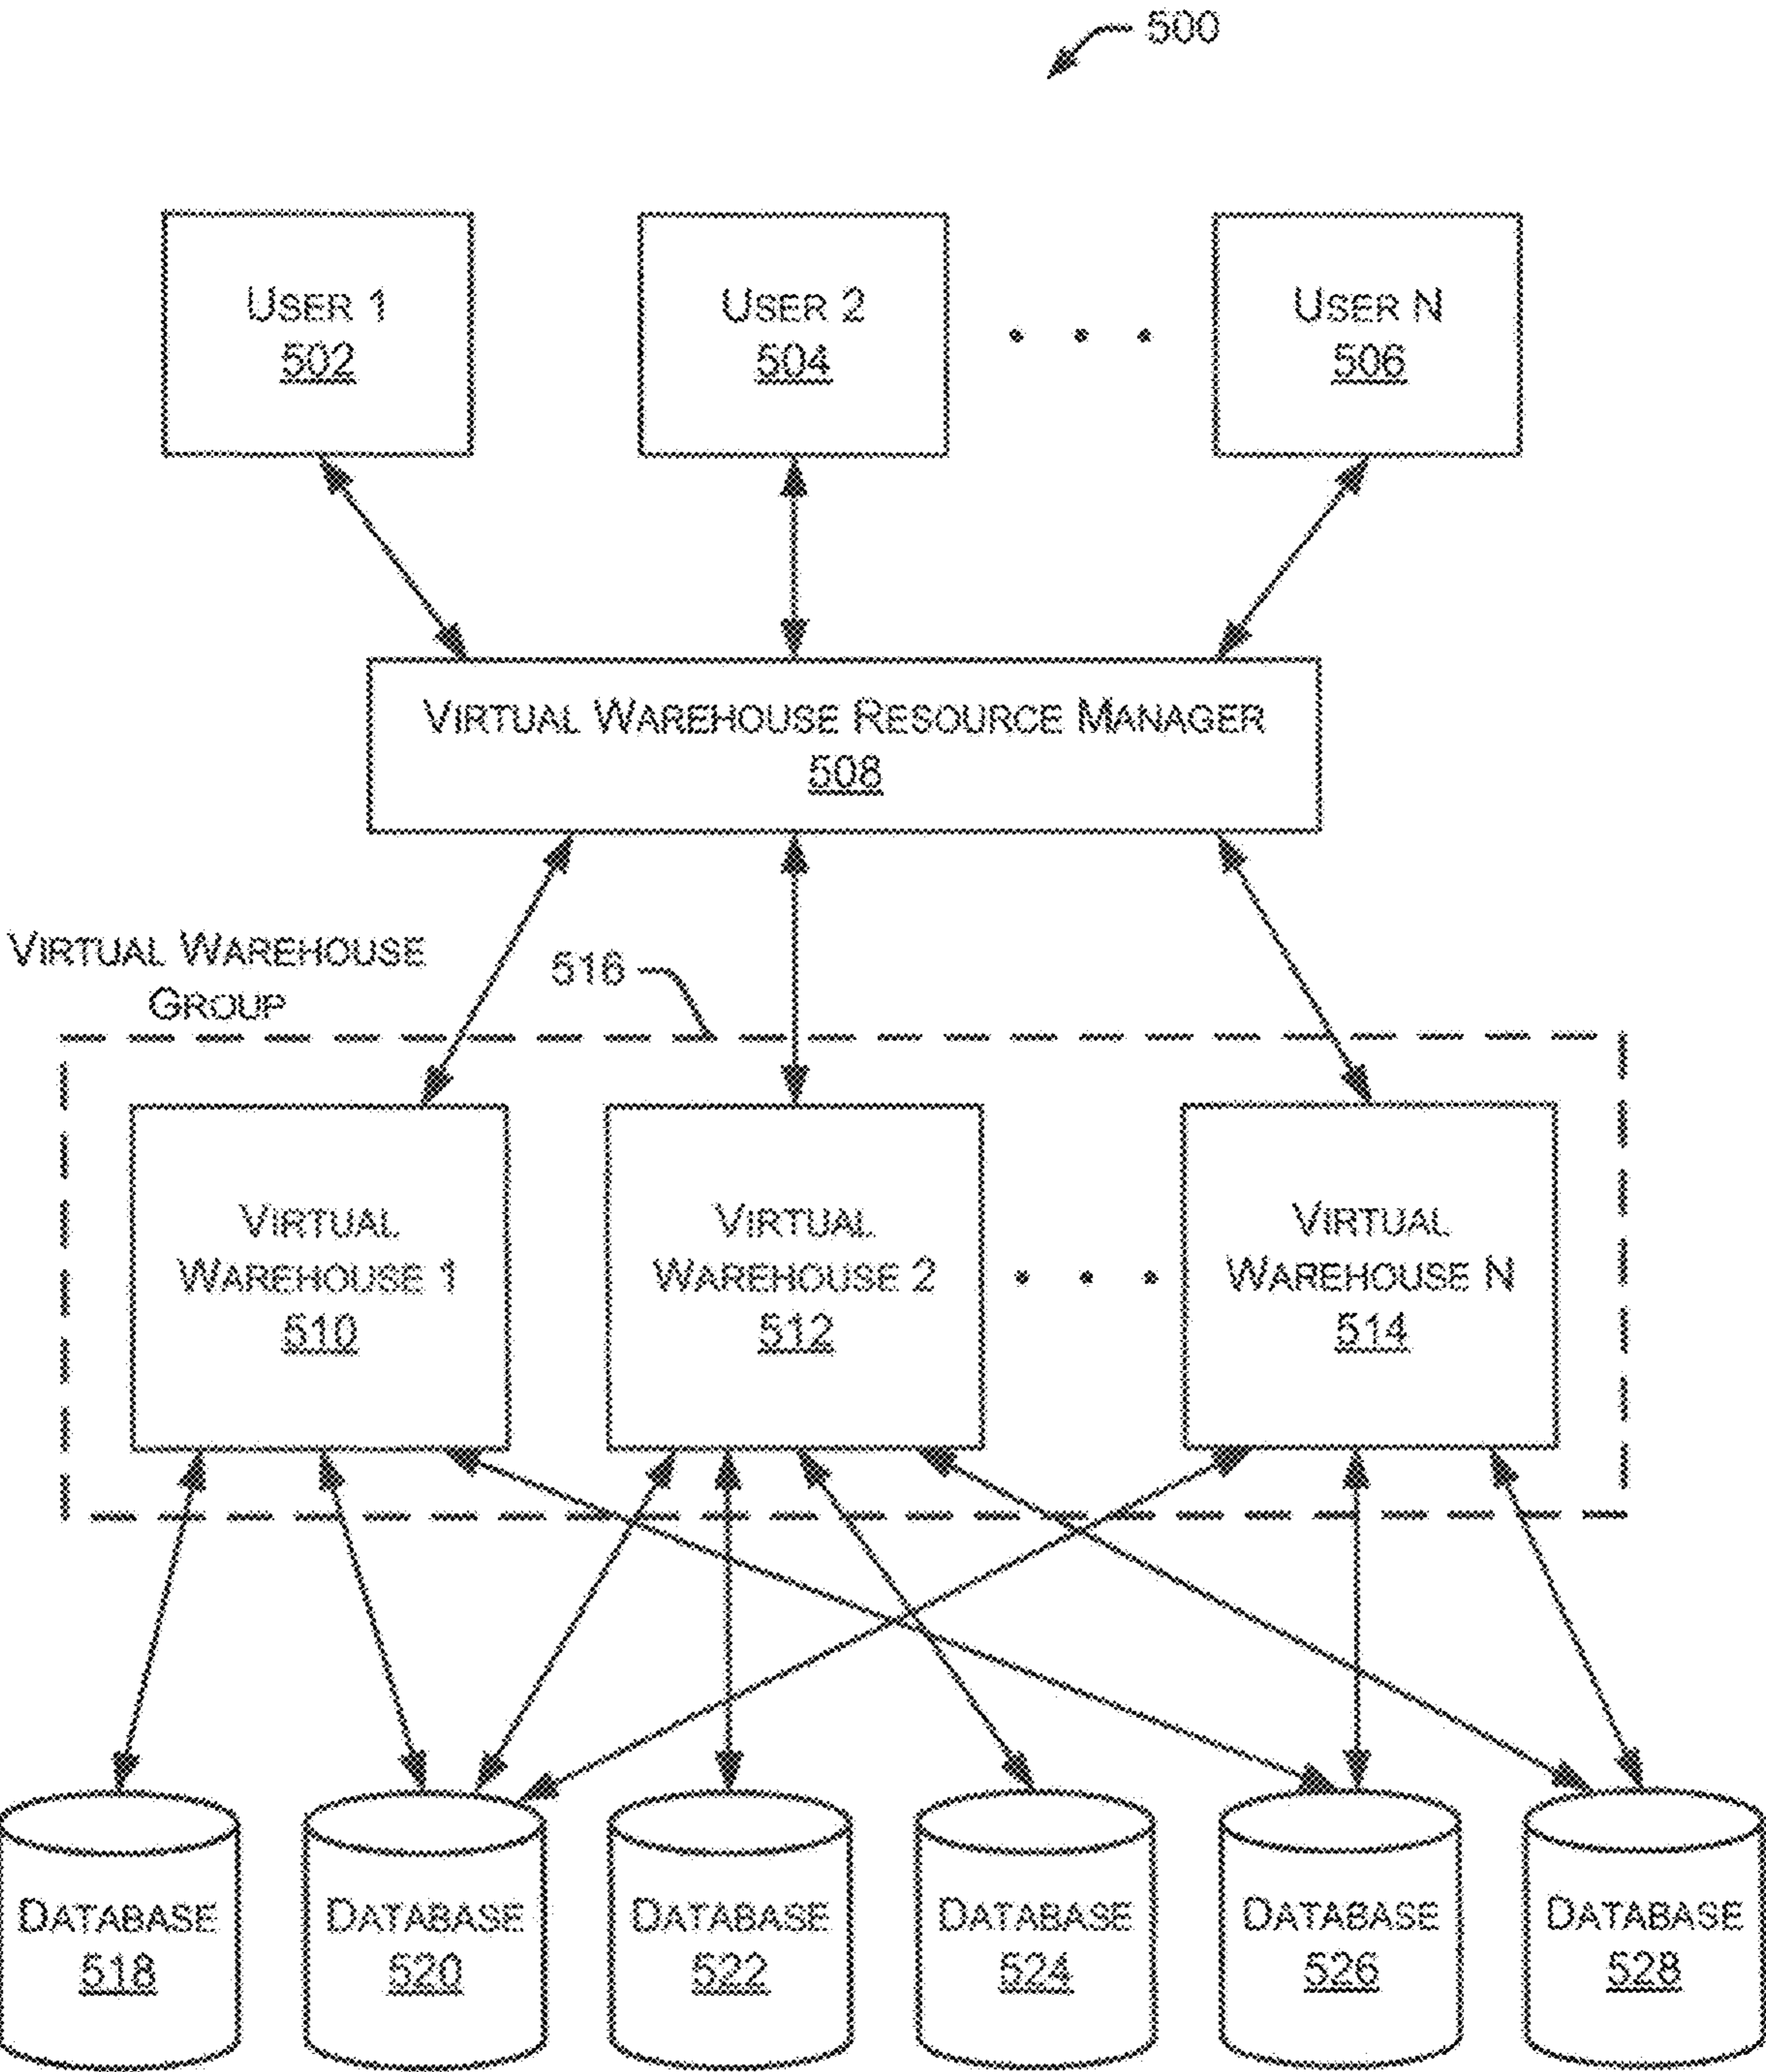 500
USER 1
502
USER 2
504
USER N
506
VIRTUAL WAREHOUSE RESOURCE MANAGER
508
VIRTUAL WAREHOUSE
GROUP
516
VIRTUAL
WAREHOUSE 1
510
VIRTUAL
WAREHOUSE 2
512
VIRTUAL
WAREHOUSE N
514
DATABASE
518
DATABASE
520
DATABASE
522
DATABASE
524
DATABASE
526
DATABASE
528